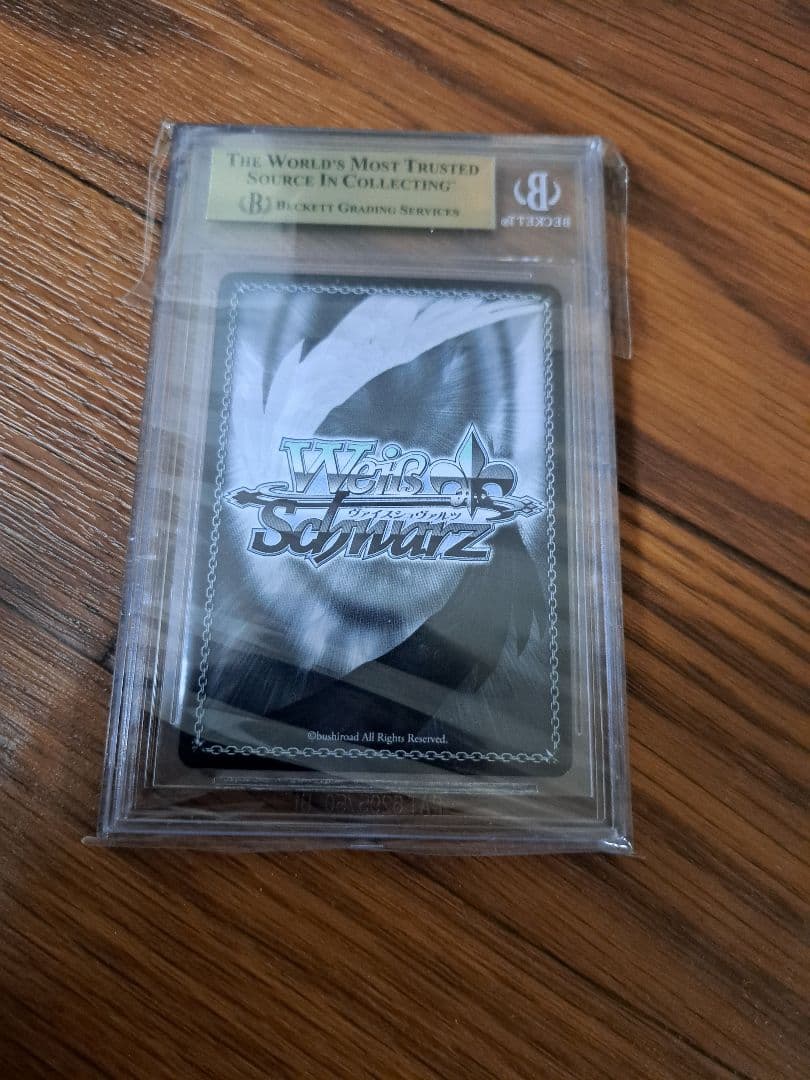 THE WORLD'S MOST TRUSTED
SOURCE IN COLLECTING™
B BECKETT GRADING SERVICES
B
BECKETT®
Weiß
ヴァイスシュヴァルツ
Schwarz
©bushiroad All Rights Reserved.